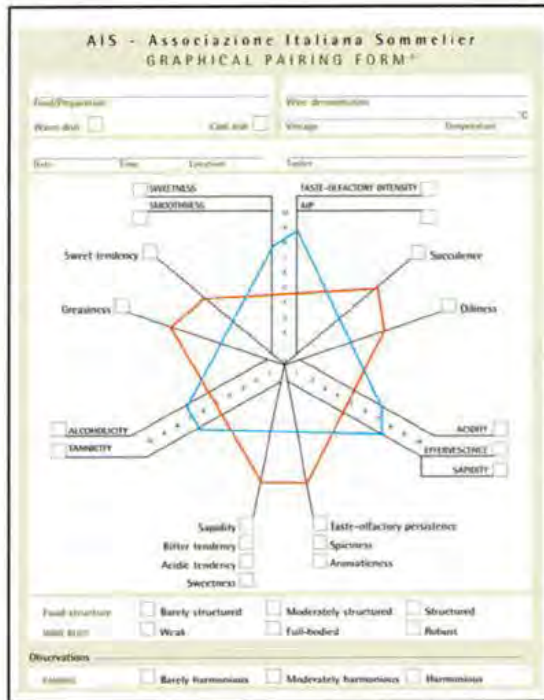 AIS - Associazione Italiana Sommelier
GRAPHICAL PAIRING FORM
Food/Preparation
Wine denomination
Warm dish
Cold dish
Vintage
Temperature
°C
Date
Time
Location
Taster
SWEETNESS
TASTE-OLFACTORY INTENSITY
SMOOTHNESS
AIP
Sweet tendency
Succulence
Greasiness
Oiliness
ALCOHOLICITY
ACIDITY
TANNICITY
EFFERVESCENCE
SAPIDITY
Sapidity
Taste-olfactory persistence
Bitter tendency
Spiciness
Acidic tendency
Aromaticness
Sweetness
Food structure
Barely structured
Moderately structured
Structured
WINE BODY
Weak
Full-bodied
Robust
Observations
PAIRING
Barely harmonious
Moderately harmonious
Harmonious